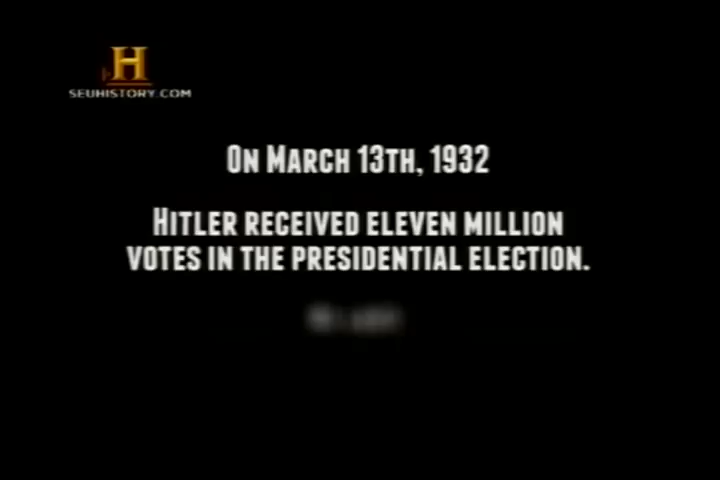 H
SEUHISTORY.COM
ON MARCH 13TH, 1932
HITLER RECEIVED ELEVEN MILLION
VOTES IN THE PRESIDENTIAL ELECTION.